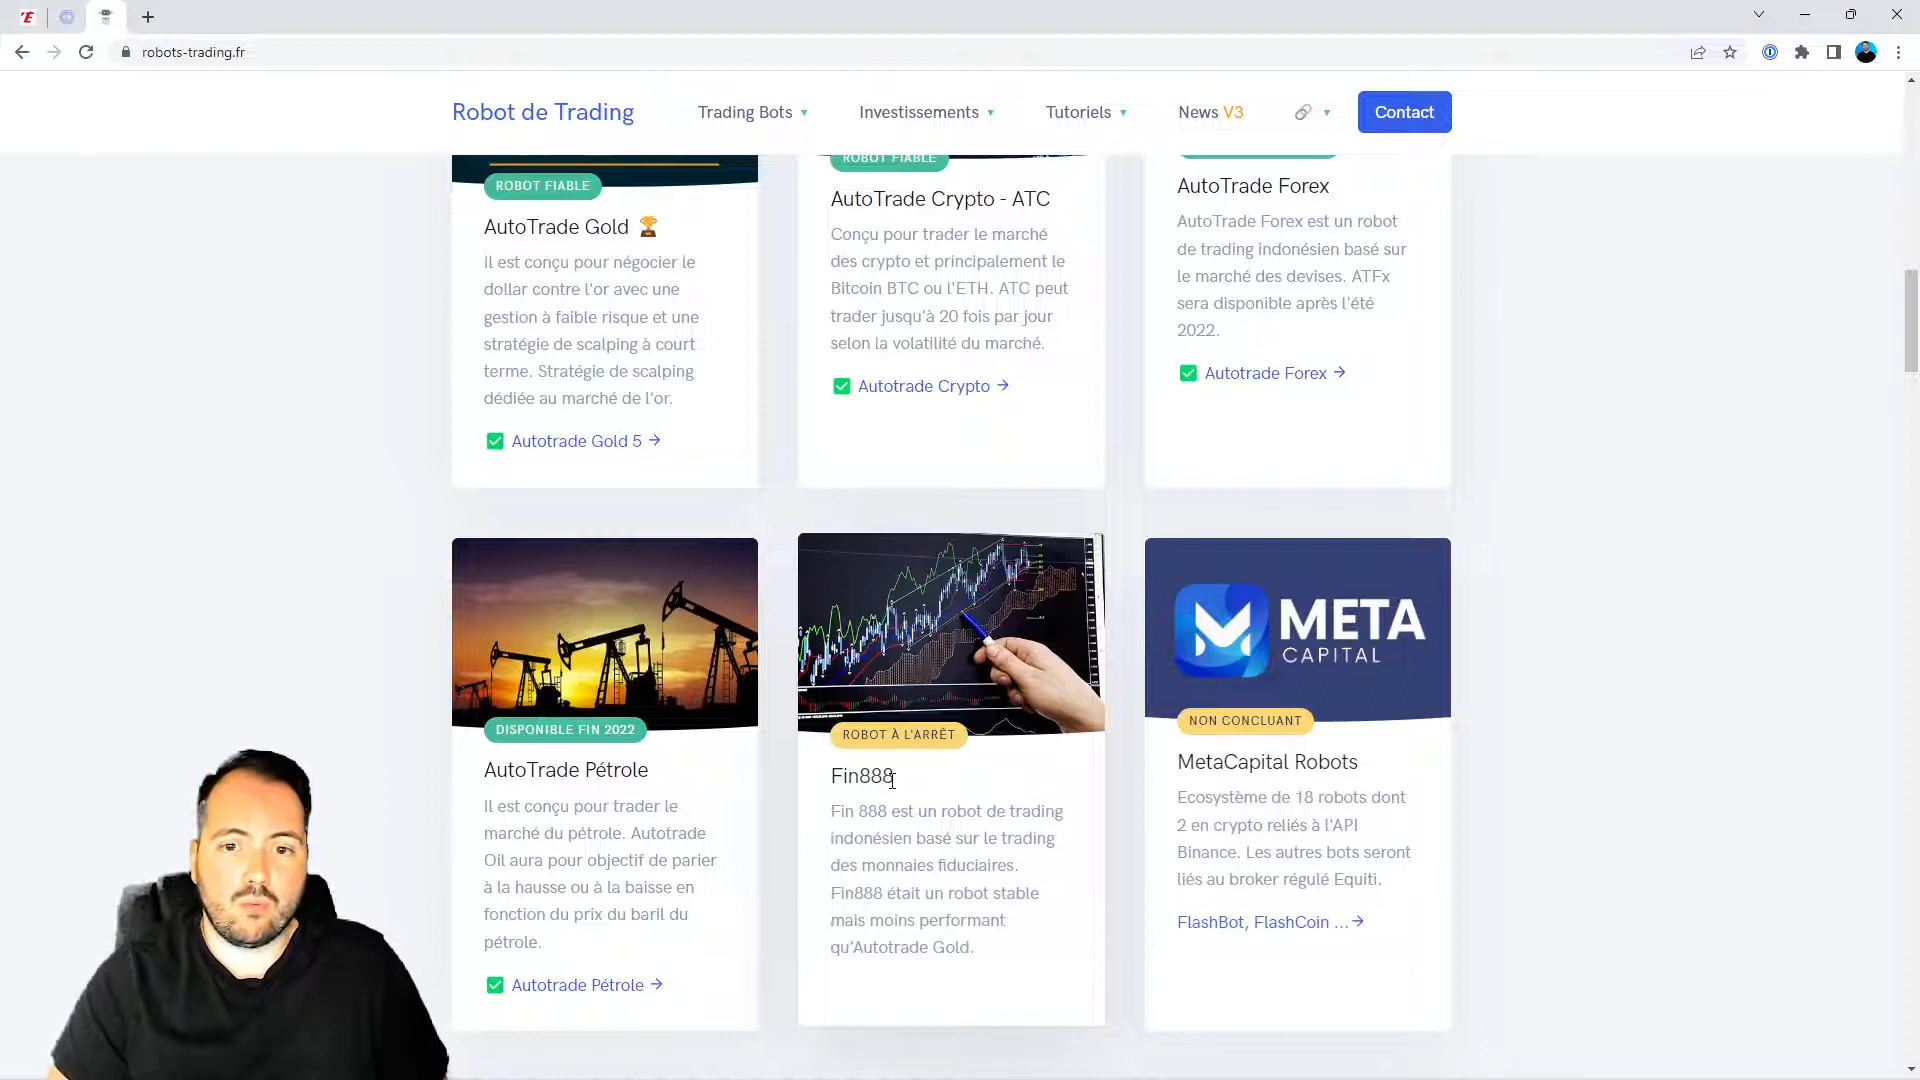 robots-trading.fr
Robot de Trading
Trading Bots
Investissements
Tutoriels
News V3
Contact
ROBOT FIABLE
AutoTrade Gold
Il est conçu pour négocier le
dollar contre l'or avec une
gestion à faible risque et une
stratégie de scalping à court
terme. Stratégie de scalping
dédiée au marché de l'or.
Autotrade Gold 5
ROBOT FIABLE
AutoTrade Crypto - ATC
Conçu pour trader le marché
des crypto et principalement le
Bitcoin BTC ou l'ETH. ATC peut
trader jusqu'à 20 fois par jour
selon la volatilité du marché.
Autotrade Crypto
AutoTrade Forex
AutoTrade Forex est un robot
de trading indonésien basé sur
le marché des devises. ATFx
sera disponible après l'été
2022.
Autotrade Forex
DISPONIBLE FIN 2022
AutoTrade Pétrole
Il est conçu pour trader le
marché du pétrole. Autotrade
Oil aura pour objectif de parier
à la hausse ou à la baisse en
fonction du prix du baril du
pétrole.
Autotrade Pétrole
ROBOT À L'ARRÊT
Fin888
Fin 888 est un robot de trading
indonésien basé sur le trading
des monnaies fiduciaires.
Fin888 était un robot stable
mais moins performant
qu'Autotrade Gold.
META
CAPITAL
NON CONCLUANT
MetaCapital Robots
Ecosystème de 18 robots dont
2 en crypto reliés à l'API
Binance. Les autres bots seront
liés au broker régulé Equiti.
FlashBot, FlashCoin ...